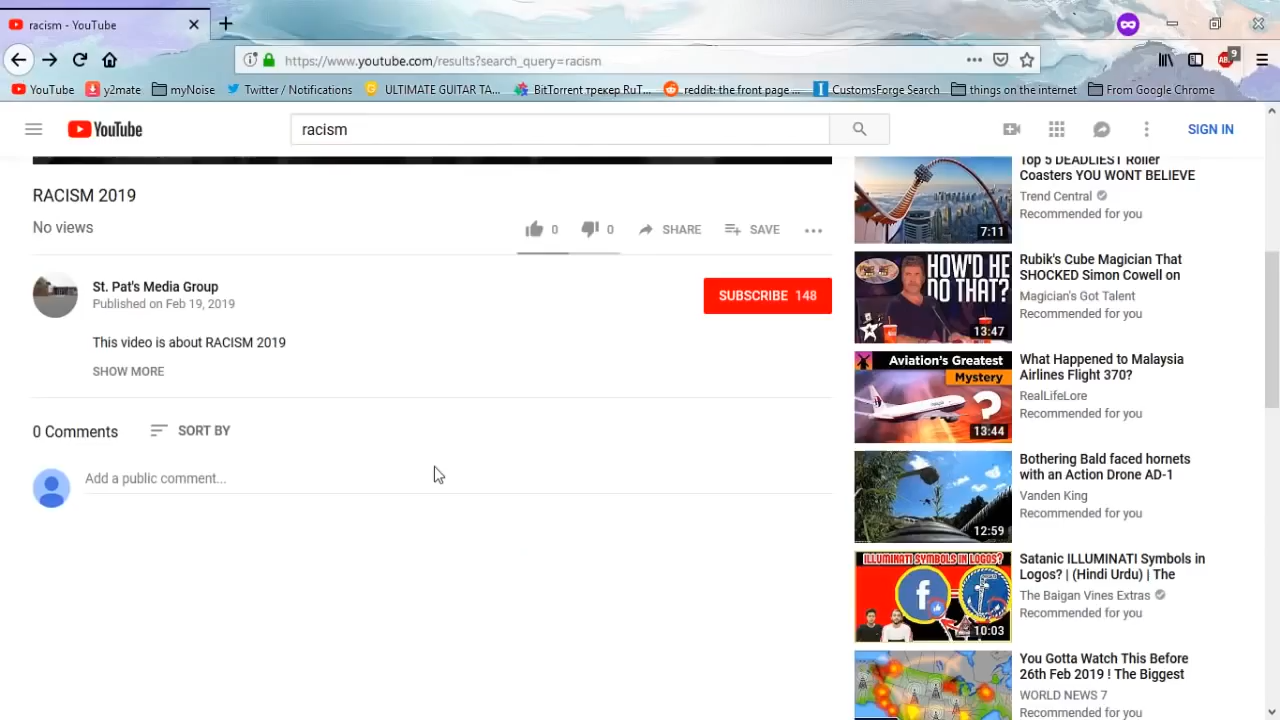 racism - YouTube
9
https://www.youtube.com/results?search_query=racism
YouTube
y2mate
myNoise
Twitter / Notifications
ULTIMATE GUITAR TA...
BitTorrent трекер RuT...
reddit: the front page ...
CustomsForge Search
things on the internet
From Google Chrome
YouTube
racism
SIGN IN
RACISM 2019
No views
0
0
SHARE
SAVE
St. Pat's Media Group
Published on Feb 19, 2019
SUBSCRIBE 148
This video is about RACISM 2019
SHOW MORE
0 Comments
SORT BY
Add a public comment...
7:11
Top 5 DEADLIEST Roller
Coasters YOU WONT BELIEVE
Trend Central
Recommended for you
HOW'D HE
DO THAT?
13:47
Rubik's Cube Magician That
SHOCKED Simon Cowell on
Magician's Got Talent
Recommended for you
Aviation's Greatest
Mystery
?
13:44
What Happened to Malaysia
Airlines Flight 370?
RealLifeLore
Recommended for you
12:59
Bothering Bald faced hornets
with an Action Drone AD-1
Vanden King
Recommended for you
ILLUMINATI SYMBOLS IN LOGOS?
10:03
Satanic ILLUMINATI Symbols in
Logos? | (Hindi Urdu) | The
The Baigan Vines Extras
Recommended for you
You Gotta Watch This Before
26th Feb 2019 ! The Biggest
WORLD NEWS 7
Recommended for you